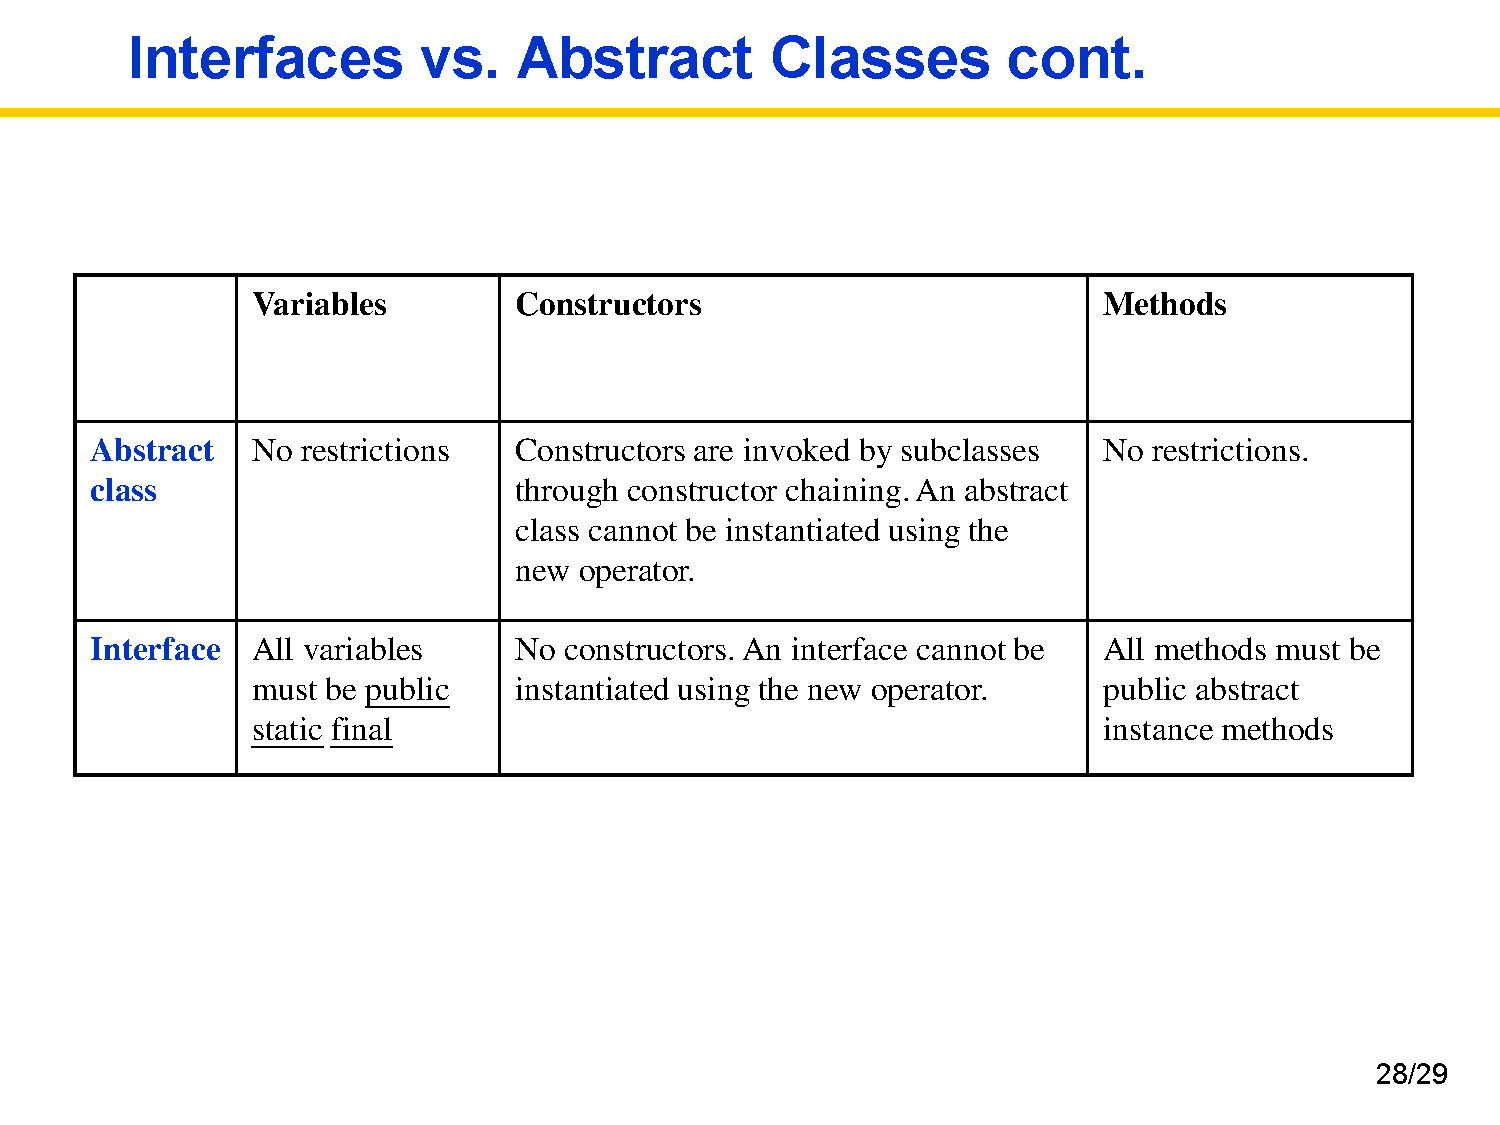 Interfaces vs. Abstract Classes cont.
Variables Constructors Methods
Abstract No restrictions Constructors are invoked by subclasses No restrictions.
class through constructor chaining. An abstract
class cannot be instantiated using the
new operator.
Interface All variables No constructors. An interface cannot be All methods must be
must be public instantiated using the new operator. public abstract
static final instance methods
28/29